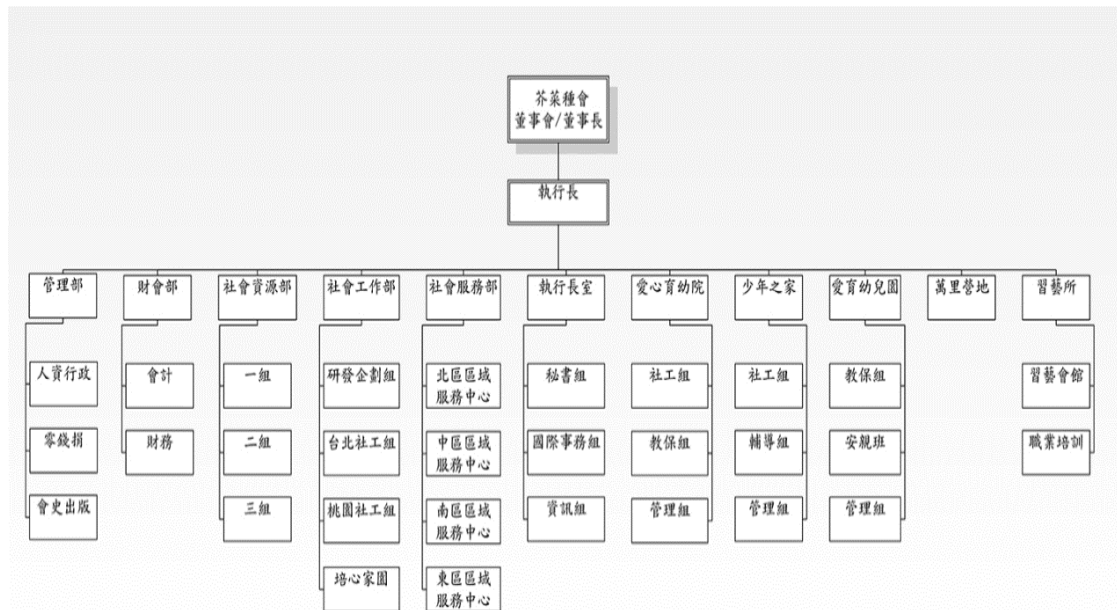 芥菜種會
董事會/董事長
執行長
管理部
財會部
社會資源部
社會工作部
社會服務部
執行長室
愛心育幼院
少年之家
愛育幼兒園
萬里營地
習藝所
人資行政
會計
一組
研發企劃組
北區區域
服務中心
秘書組
社工組
社工組
教保組
習藝會館
零錢捐
財務
二組
台北社工組
中區區域
服務中心
國際事務組
教保組
輔導組
安親班
職業培訓
會史出版
三組
桃園社工組
南區區域
服務中心
資訊組
管理組
管理組
管理組
培心家園
東區區域
服務中心